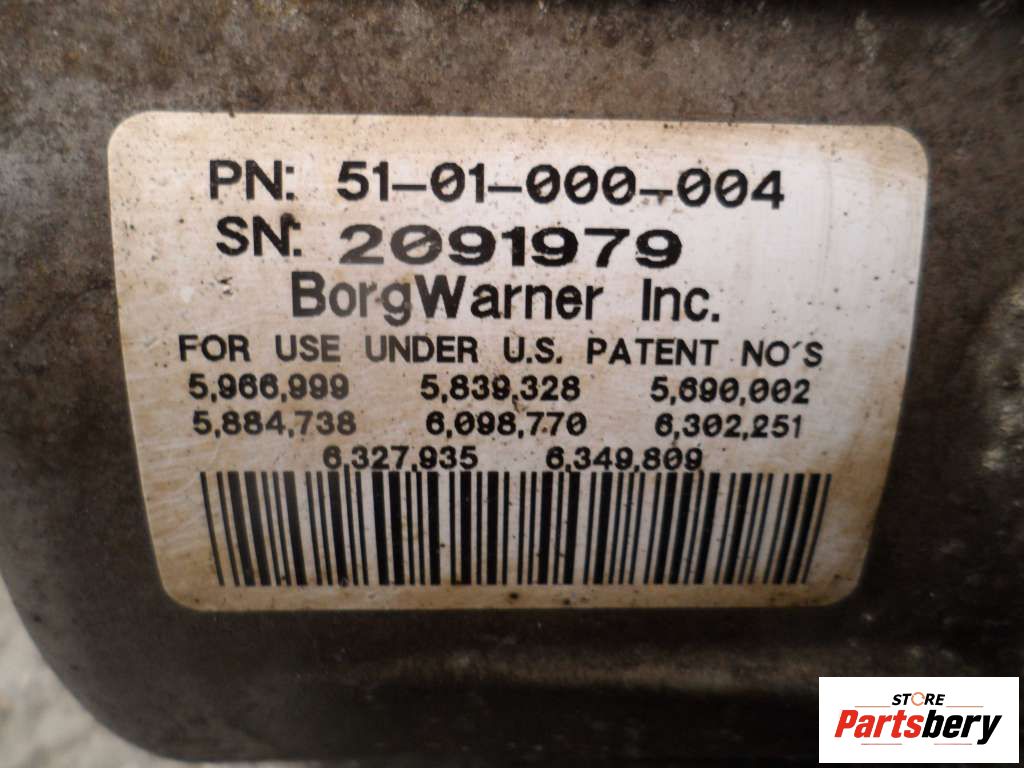 PN: 51-01-000-004
SN: 2091979
BorgWarner Inc.
FOR USE UNDER U.S. PATENT NO'S
5,966,999 5,839,328 5,690,002
5,884,738 6,098,770 6,302,251
6,327,935 6,349,809
STORE
Partsbery